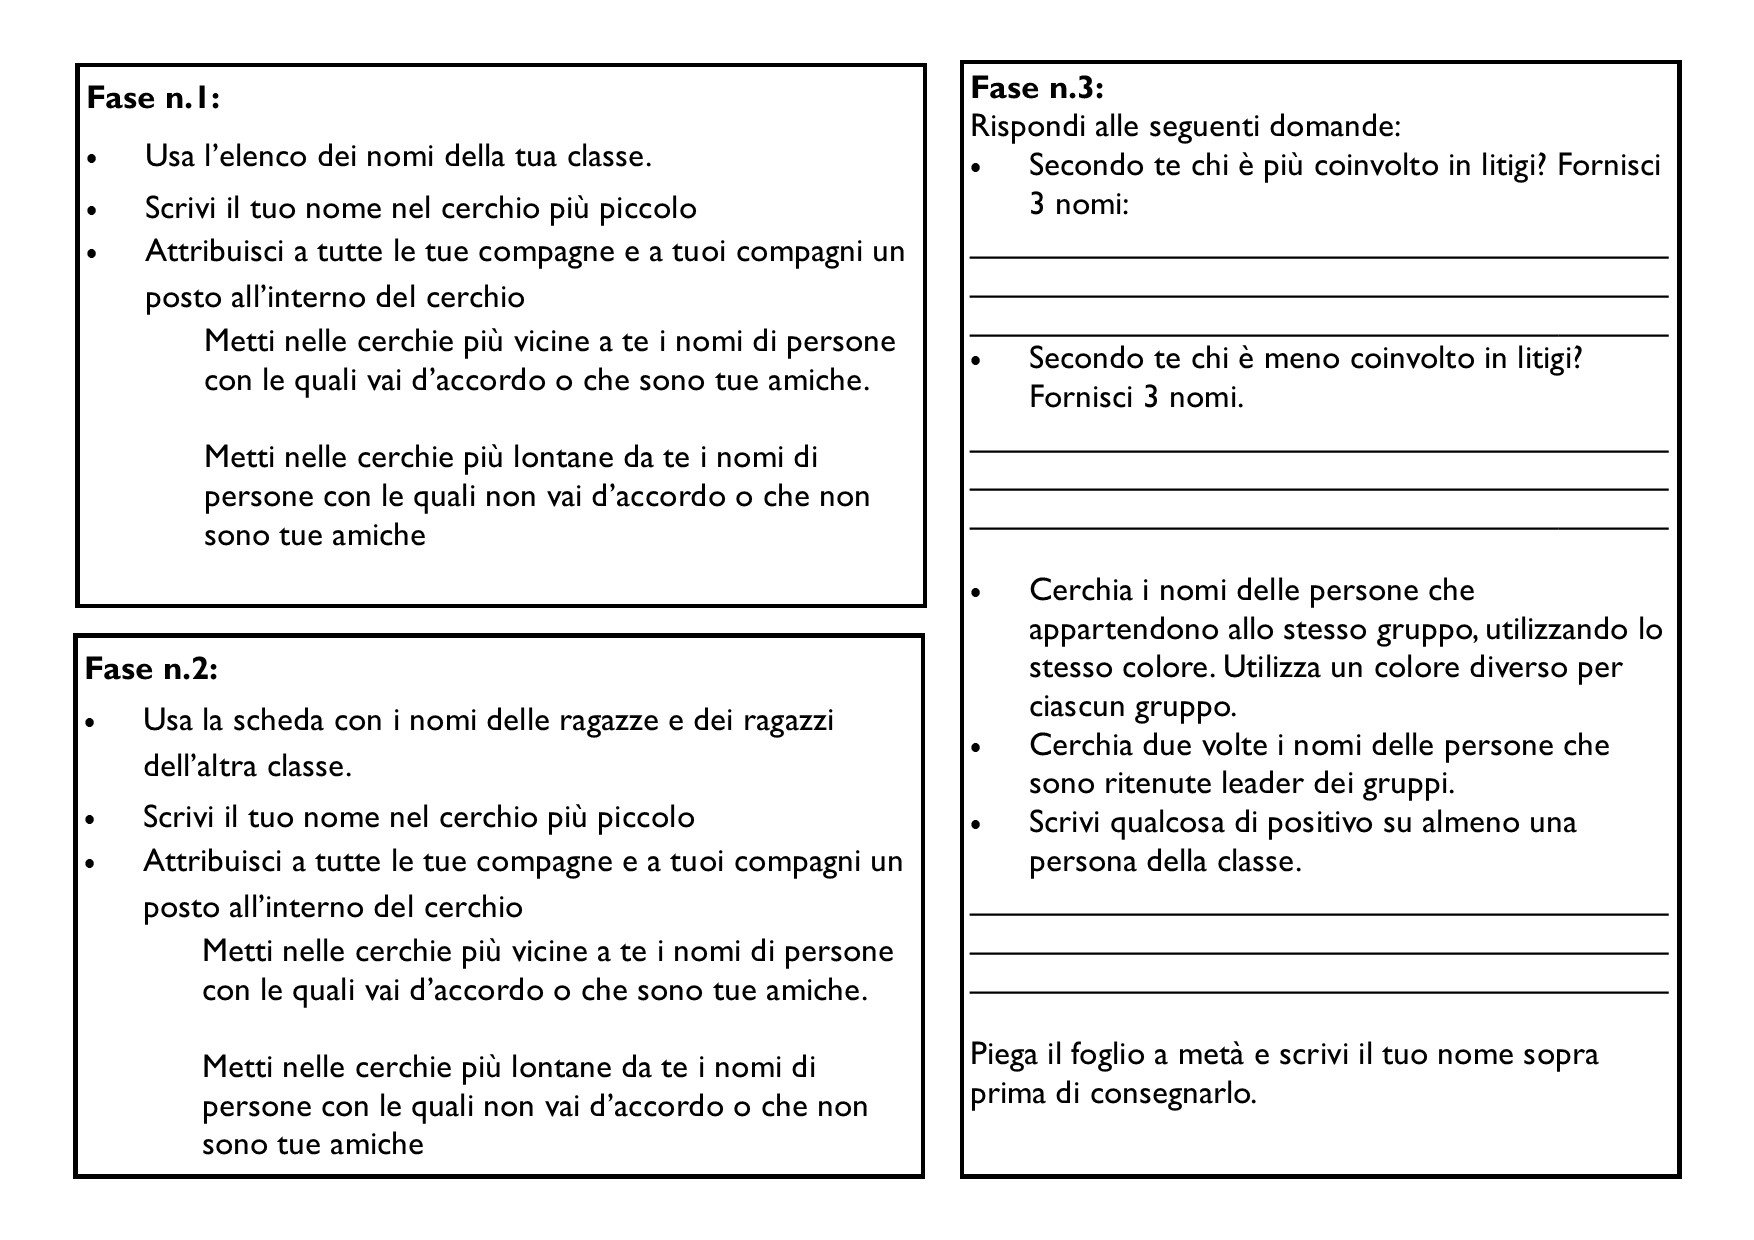 Fase n.1:
• Usa l’elenco dei nomi della tua classe.
• Scrivi il tuo nome nel cerchio più piccolo
• Attribuisci a tutte le tue compagne e a tuoi compagni un
posto all’interno del cerchio
Metti nelle cerchie più vicine a te i nomi di persone
con le quali vai d’accordo o che sono tue amiche.
Metti nelle cerchie più lontane da te i nomi di
persone con le quali non vai d’accordo o che non
sono tue amiche
Fase n.2:
• Usa la scheda con i nomi delle ragazze e dei ragazzi
dell’altra classe.
• Scrivi il tuo nome nel cerchio più piccolo
• Attribuisci a tutte le tue compagne e a tuoi compagni un
posto all’interno del cerchio
Metti nelle cerchie più vicine a te i nomi di persone
con le quali vai d’accordo o che sono tue amiche.
Metti nelle cerchie più lontane da te i nomi di
persone con le quali non vai d’accordo o che non
sono tue amiche
Fase n.3:
Rispondi alle seguenti domande:
• Secondo te chi è più coinvolto in litigi? Fornisci
3 nomi:
• Secondo te chi è meno coinvolto in litigi?
Fornisci 3 nomi.
• Cerchia i nomi delle persone che
appartendono allo stesso gruppo, utilizzando lo
stesso colore. Utilizza un colore diverso per
ciascun gruppo.
• Cerchia due volte i nomi delle persone che
sono ritenute leader dei gruppi.
• Scrivi qualcosa di positivo su almeno una
persona della classe.
Piega il foglio a metà e scrivi il tuo nome sopra
prima di consegnarlo.